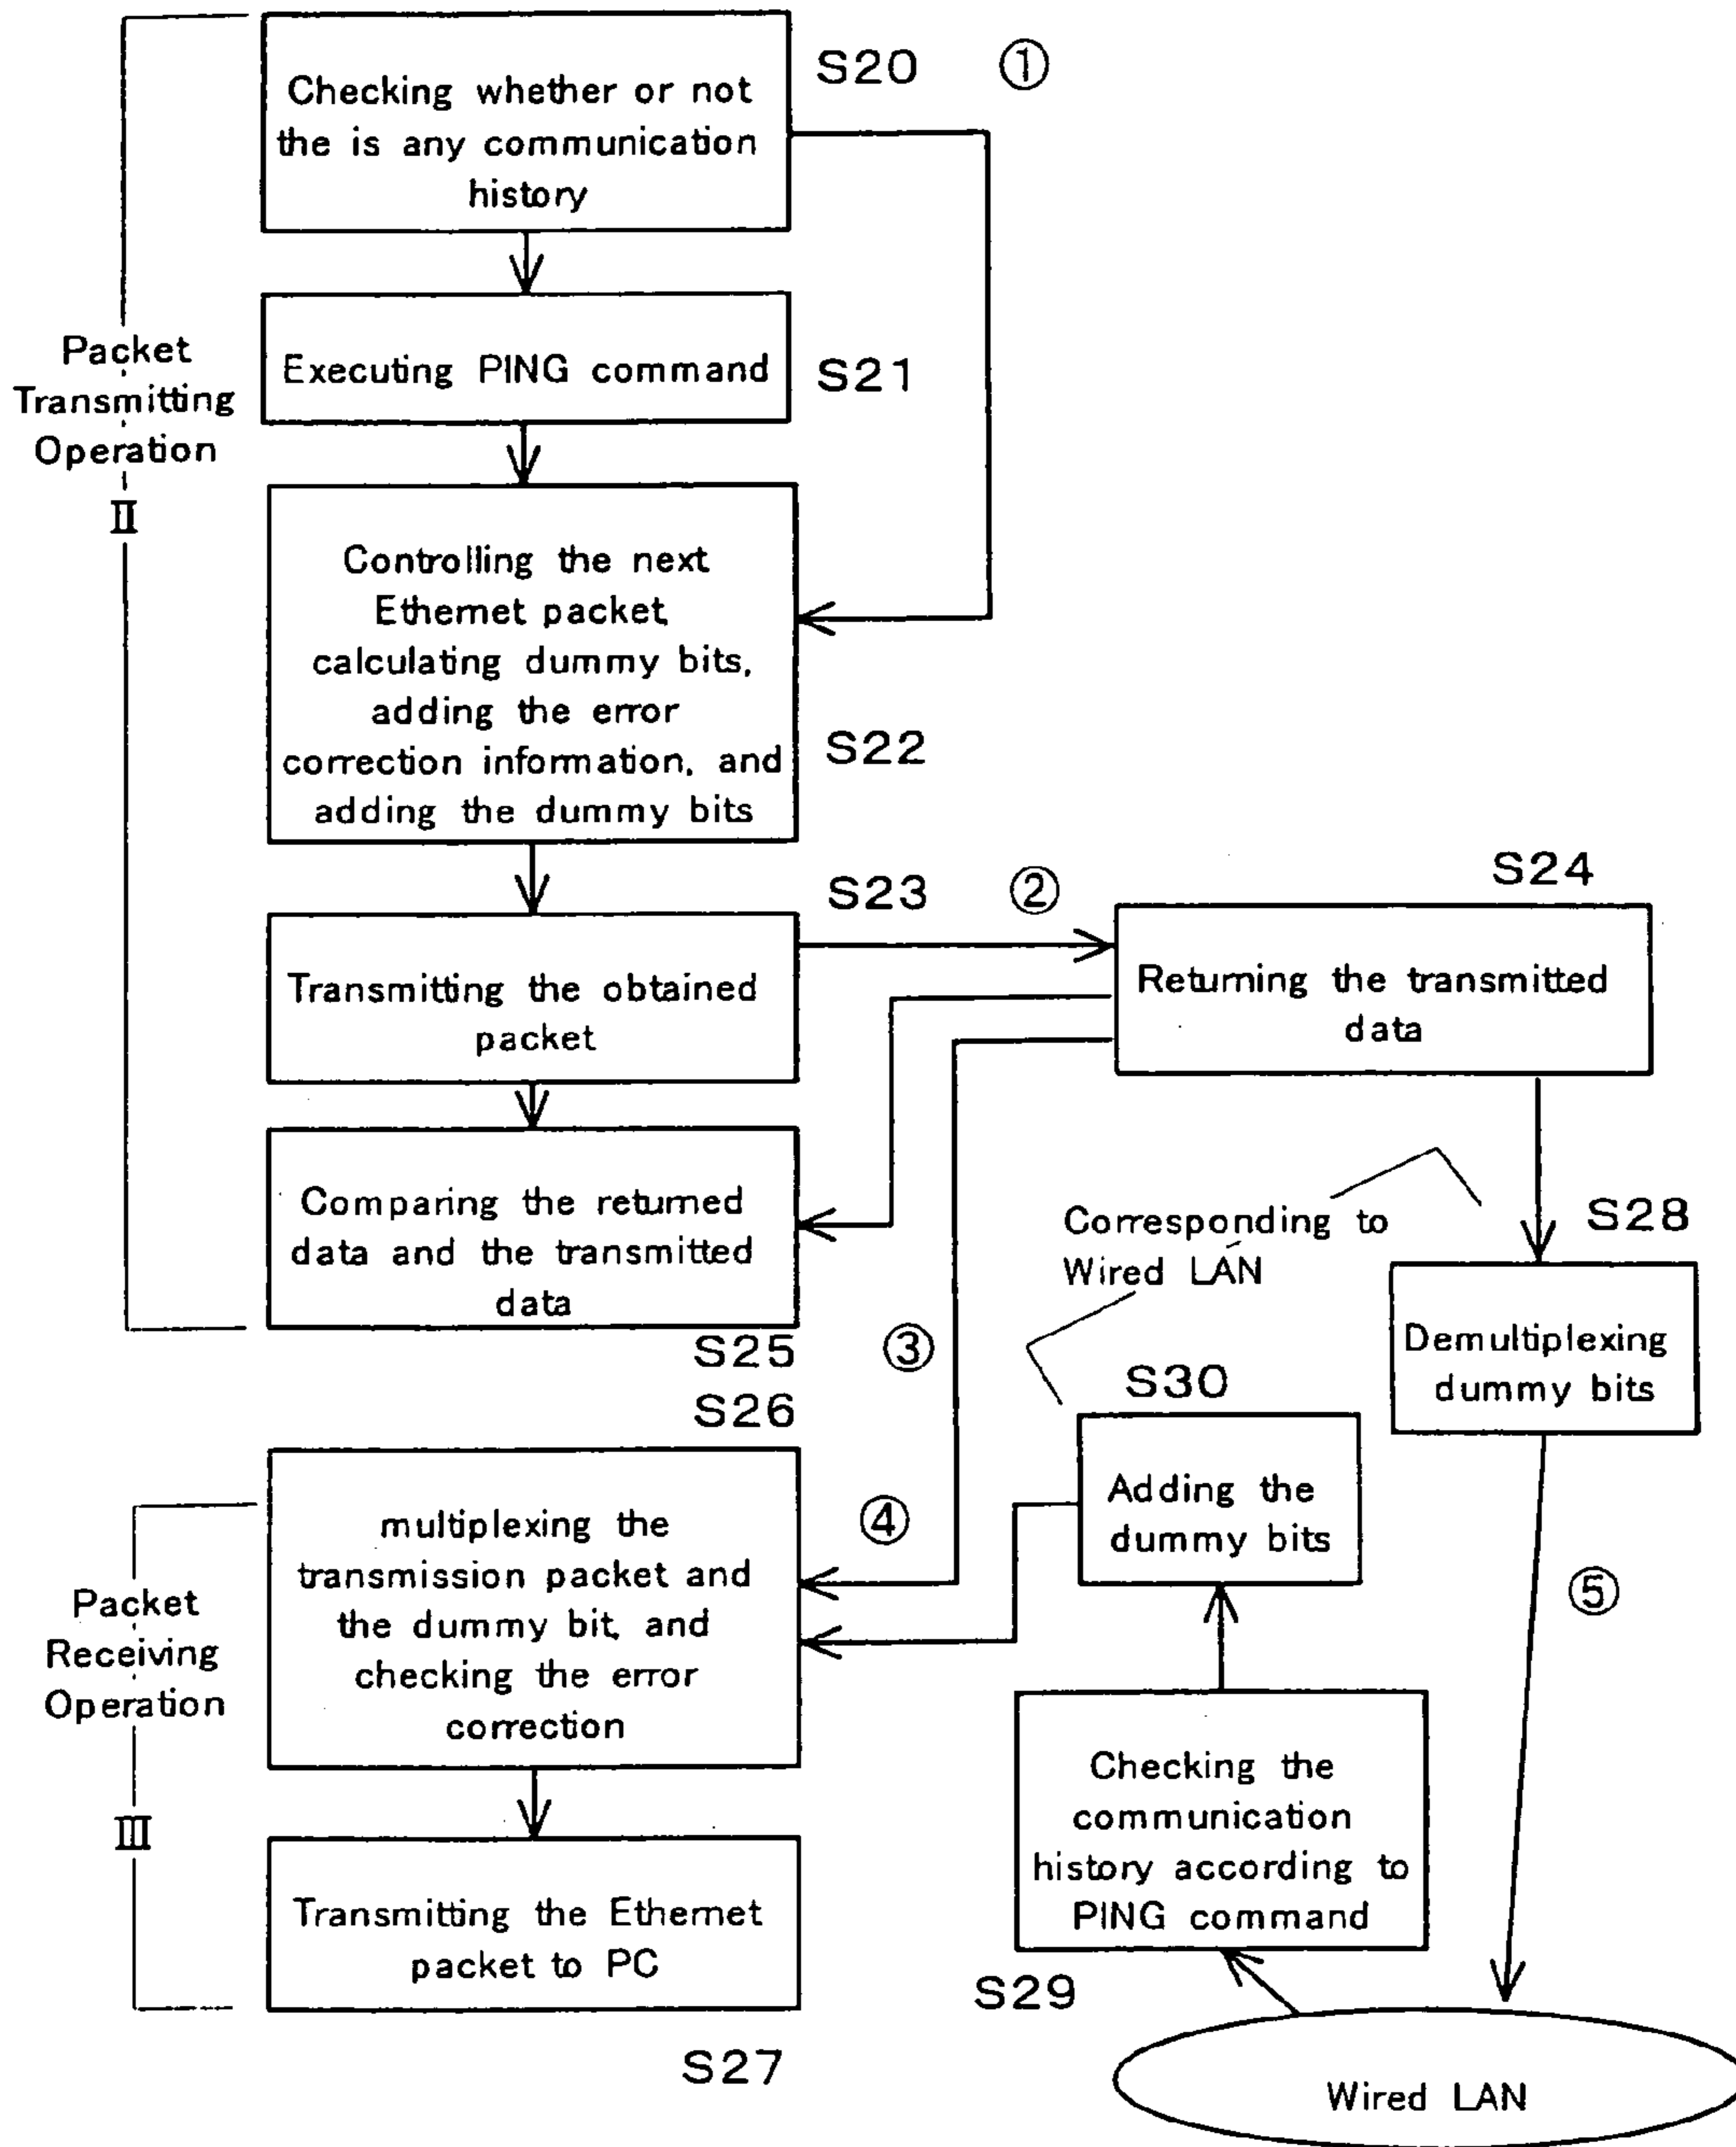 S20 ①
Checking whether or not
the is any communication
history
Packet
Transmitting
Operation
II
Executing PING command
S21
Controlling the next
Ethernet packet,
calculating dummy bits,
adding the error
correction information, and
adding the dummy bits
S22
S23 ②
Transmitting the obtained
packet
S24
Returning the transmitted
data
Comparing the returned
data and the transmitted
data
S25
Corresponding to
Wired LAN
S28
Demultiplexing
dummy bits
③
S26
S30
Adding the
dummy bits
④
⑤
multiplexing the
transmission packet and
the dummy bit, and
checking the error
correction
Packet
Receiving
Operation
III
Checking the
communication
history according to
PING command
S29
Transmitting the Ethernet
packet to PC
S27
Wired LAN